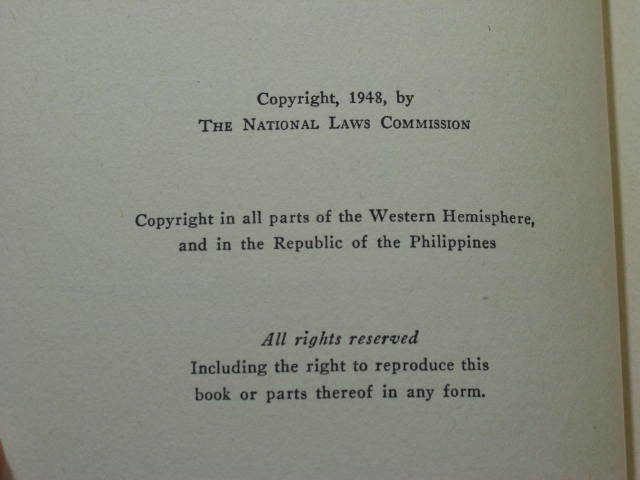 Copyright, 1948, by
THE NATIONAL LAWS COMMISSION
Copyright in all parts of the Western Hemisphere,
and in the Republic of the Philippines
All rights reserved
Including the right to reproduce this
book or parts thereof in any form.